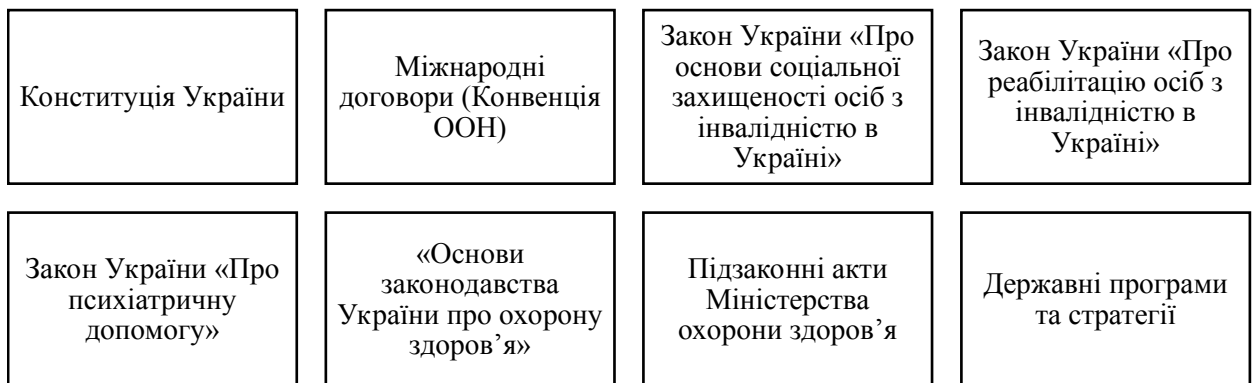 Конституція України
Міжнародні
договори (Конвенція
ООН)
Закон України «Про
основи соціальної
захищеності осіб з
інвалідністю в
Україні»
Закон України «Про
реабілітацію осіб з
інвалідністю в
Україні»
Закон України «Про
психіатричну
допомогу»
«Основи
законодавства
України про охорону
здоров’я»
Підзаконні акти
Міністерства
охорони здоров’я
Державні програми
та стратегії